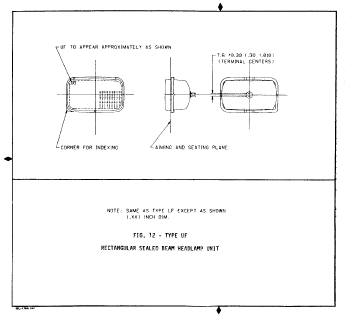 UF TO APPEAR APPROXIMATELY AS SHOWN
7.6 +0.30 (.30 +.010)
(TERMINAL CENTERS)
CORNER FOR INDEXING
AIMING AND SEATING PLANE
NOTE: SAME AS TYPE LF EXCEPT AS SHOWN
(.XX) INCH DIM.
FIG. 12 - TYPE UF
RECTANGULAR SEALED BEAM HEADLAMP UNIT